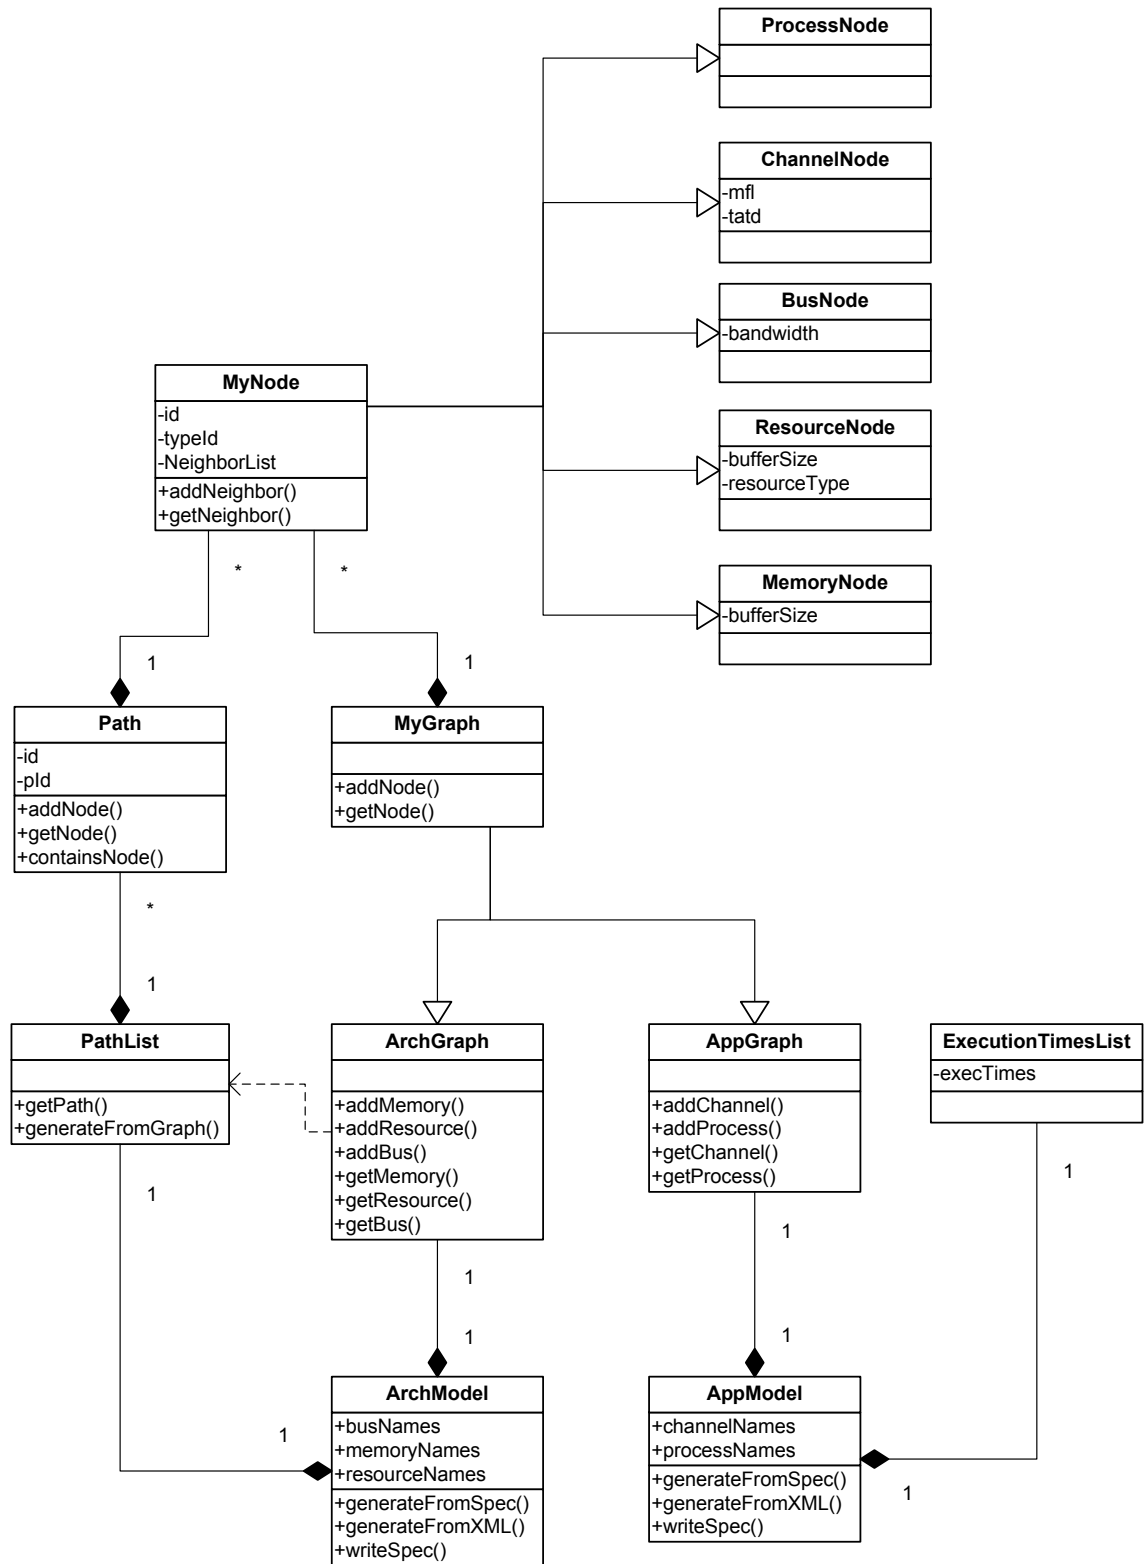 ProcessNode
ChannelNode
-mfl
-tatd
BusNode
-bandwidth
MyNode
-id
-typeId
-NeighborList
+addNeighbor()
+getNeighbor()
ResourceNode
-bufferSize
-resourceType
MemoryNode
-bufferSize
*
*
1
1
Path
-id
-pId
+addNode()
+getNode()
+containsNode()
MyGraph
+addNode()
+getNode()
*
1
PathList
+getPath()
+generateFromGraph()
ArchGraph
+addMemory()
+addResource()
+addBus()
+getMemory()
+getResource()
+getBus()
AppGraph
+addChannel()
+addProcess()
+getChannel()
+getProcess()
ExecutionTimesList
-execTimes
1
1
1
1
1
1
ArchModel
+busNames
+memoryNames
+resourceNames
+generateFromSpec()
+generateFromXML()
+writeSpec()
AppModel
+channelNames
+processNames
+generateFromSpec()
+generateFromXML()
+writeSpec()
1
1